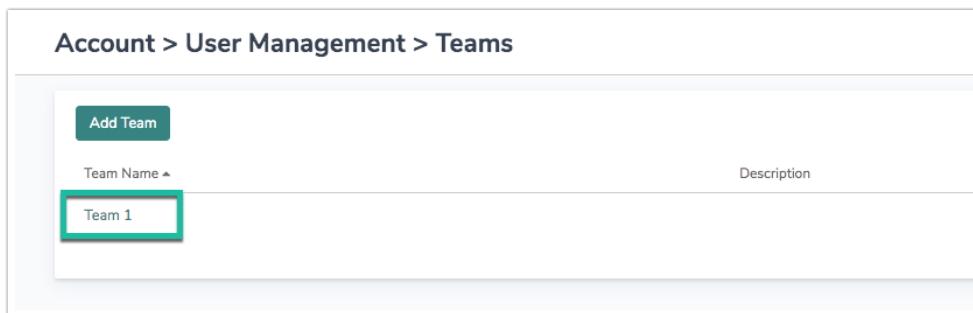 Account > User Management > Teams
Add Team
Team Name Description
Team 1